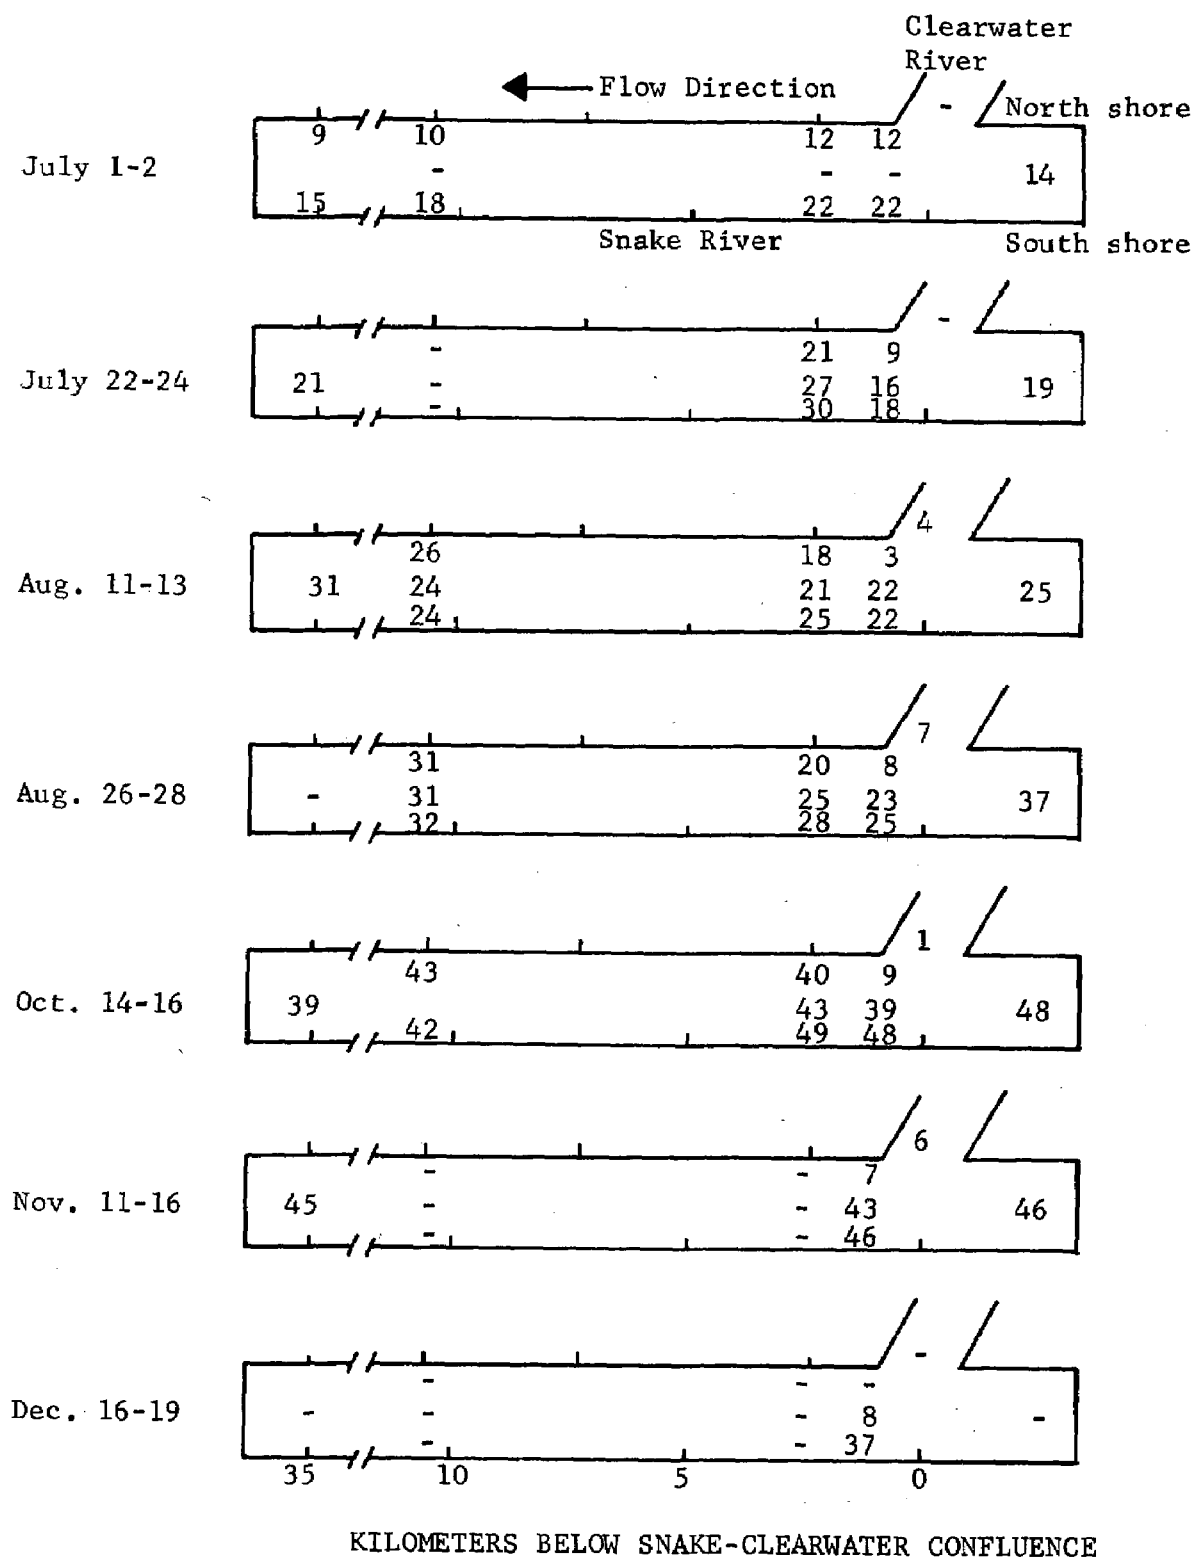 Clearwater
River
Flow Direction
- North shore
9 10 12 12
July 1-2 - - - 14
15 18 22 22
Snake River South shore
-
- 21 9
July 22-24 21 - 27 16 19
- 30 18
4
26 18 3
Aug. 11-13 31 24 21 22 25
24 25 22
7
31 20 8
Aug. 26-28 - 31 25 23 37
32 28 25
1
43 40 9
Oct. 14-16 39 43 39 48
42 49 48
6
- - 7
Nov. 11-16 45 - - 43 46
- - 46
-
- - -
Dec. 16-19 - - - 8 -
- - 37
35 10 5 0
KILOMETERS BELOW SNAKE-CLEARWATER CONFLUENCE